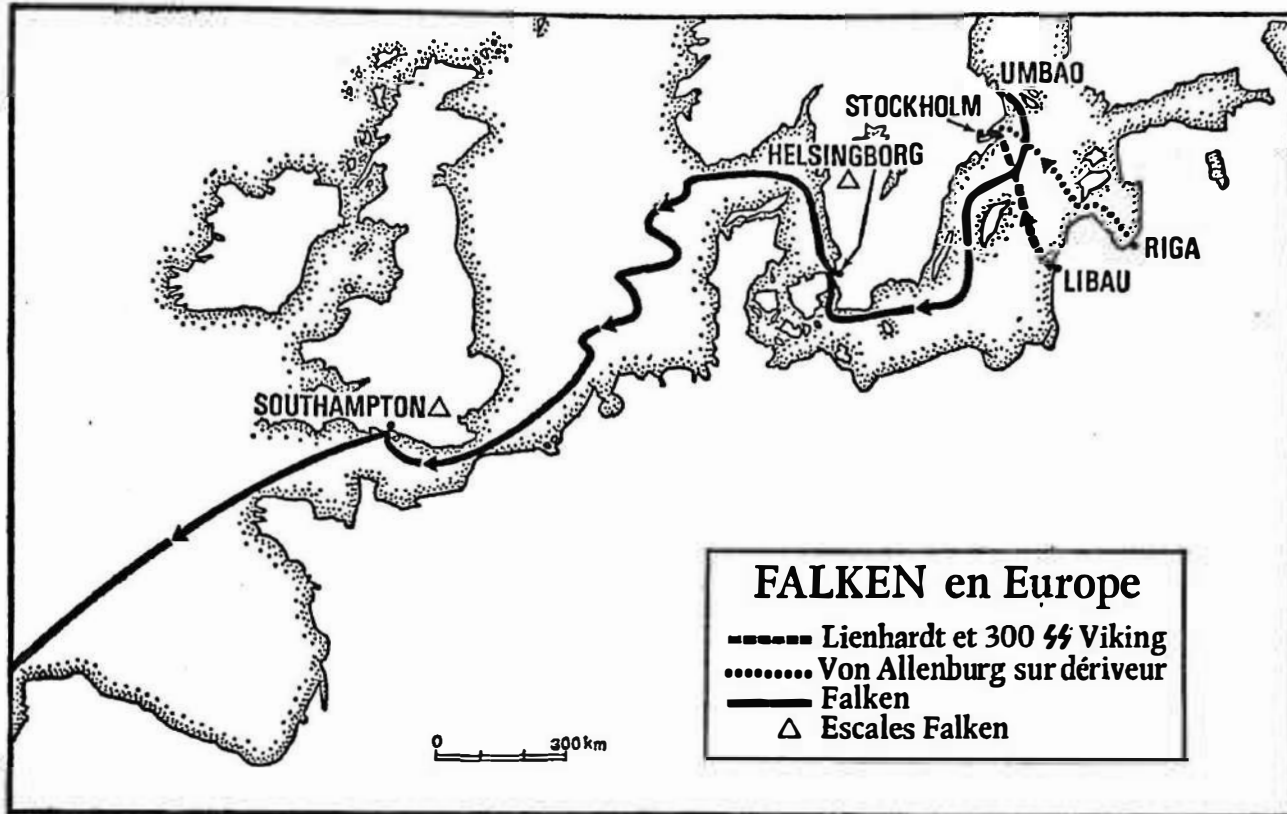 UMBAO
STOCKHOLM
HELSINGBORG
RIGA
LIBAU
SOUTHAMPTON
FALKEN en Europe
Lienhardt et 300 ᛋᛋ Viking
Von Allenburg sur dériveur
Falken
Escales Falken
0 300 km